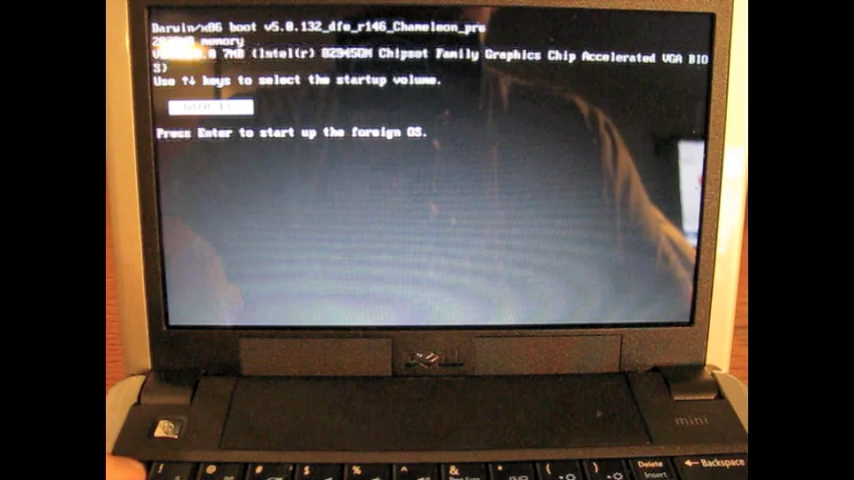 Darwin/x86 boot v5.0.132_dfe_r146_Chameleon_pro
memory
7MB (Intel(r) 82945GM Chipset Family Graphics Chip Accelerated VGA BIO
S)
Use ↑↓ keys to select the startup volume.
Press Enter to start up the foreign OS.
DELL
mini
! @ # $ % ^ & * ( ) Delete ← Backspace
Insert